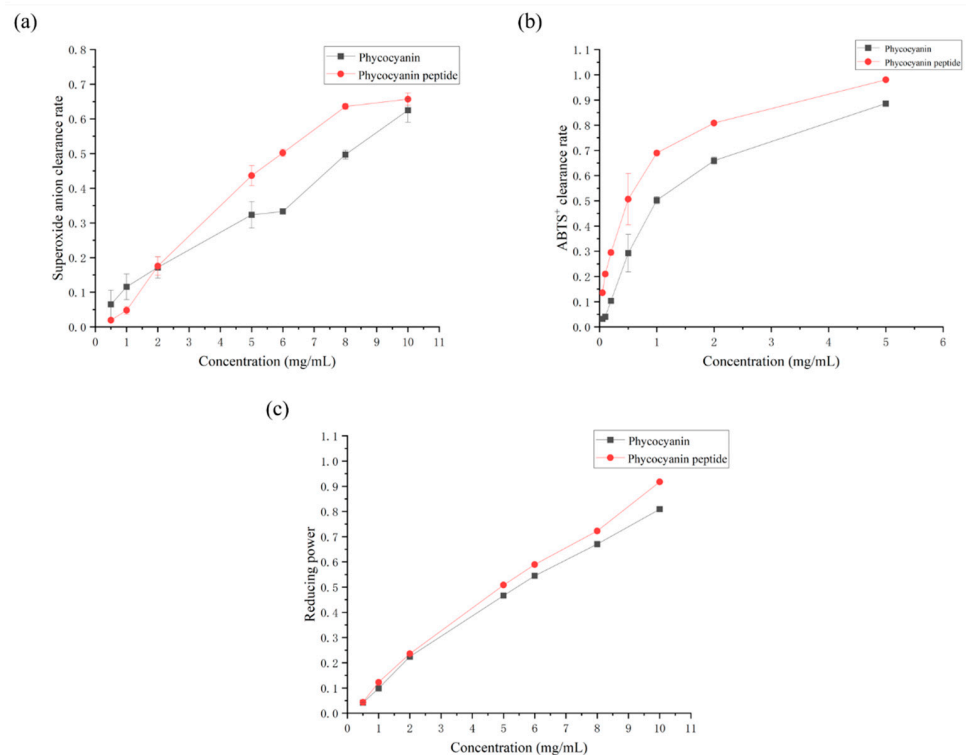 (a)
Superoxide anion clearance rate
0.8
0.7
0.6
0.5
0.4
0.3
0.2
0.1
0.0
Phycocyanin
Phycocyanin peptide
0 1 2 3 4 5 6 7 8 9 10 11
Concentration (mg/mL)
(b)
ABTS+ clearance rate
1.1
1.0
0.9
0.8
0.7
0.6
0.5
0.4
0.3
0.2
0.1
0.0
Phycocyanin
Phycocyanin peptide
0 1 2 3 4 5 6
Concentration (mg/mL)
(c)
Reducing power
1.1
1.0
0.9
0.8
0.7
0.6
0.5
0.4
0.3
0.2
0.1
0.0
Phycocyanin
Phycocyanin peptide
0 1 2 3 4 5 6 7 8 9 10 11
Concentration (mg/mL)